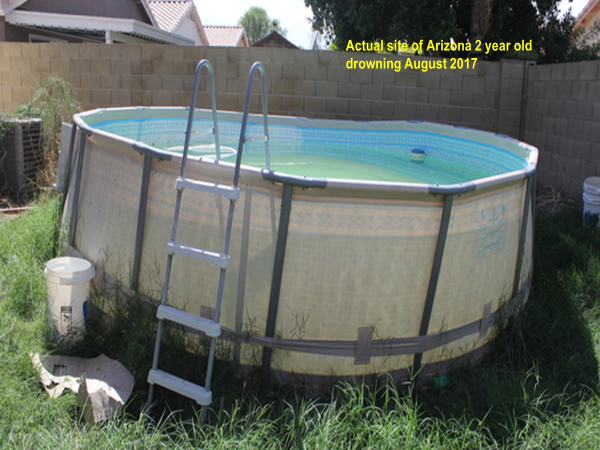 Actual site of Arizona 2 year old
drowning August 2017